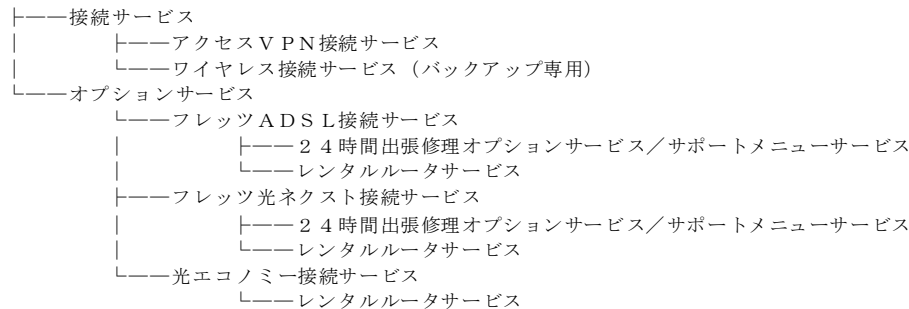 ├──接続サービス
│　　├──アクセスＶＰＮ接続サービス
│　　└──ワイヤレス接続サービス（バックアップ専用）
└──オプションサービス
　　　└──フレッツＡＤＳＬ接続サービス
　　　│　　　├──２４時間出張修理オプションサービス／サポートメニューサービス
　　　│　　　└──レンタルルータサービス
　　　├──フレッツ光ネクスト接続サービス
　　　│　　　├──２４時間出張修理オプションサービス／サポートメニューサービス
　　　│　　　└──レンタルルータサービス
　　　└──光エコノミー接続サービス
　　　　　　　└──レンタルルータサービス